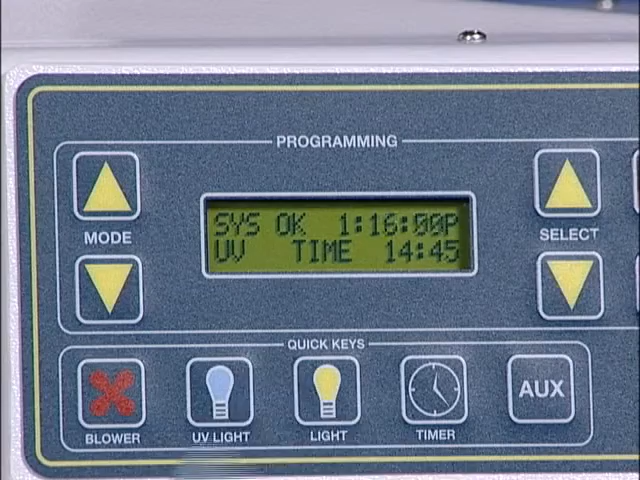 PROGRAMMING
MODE
SYS OK 1:16:00P
UV TIME 14:45
SELECT
QUICK KEYS
BLOWER
UV LIGHT
LIGHT
TIMER
AUX